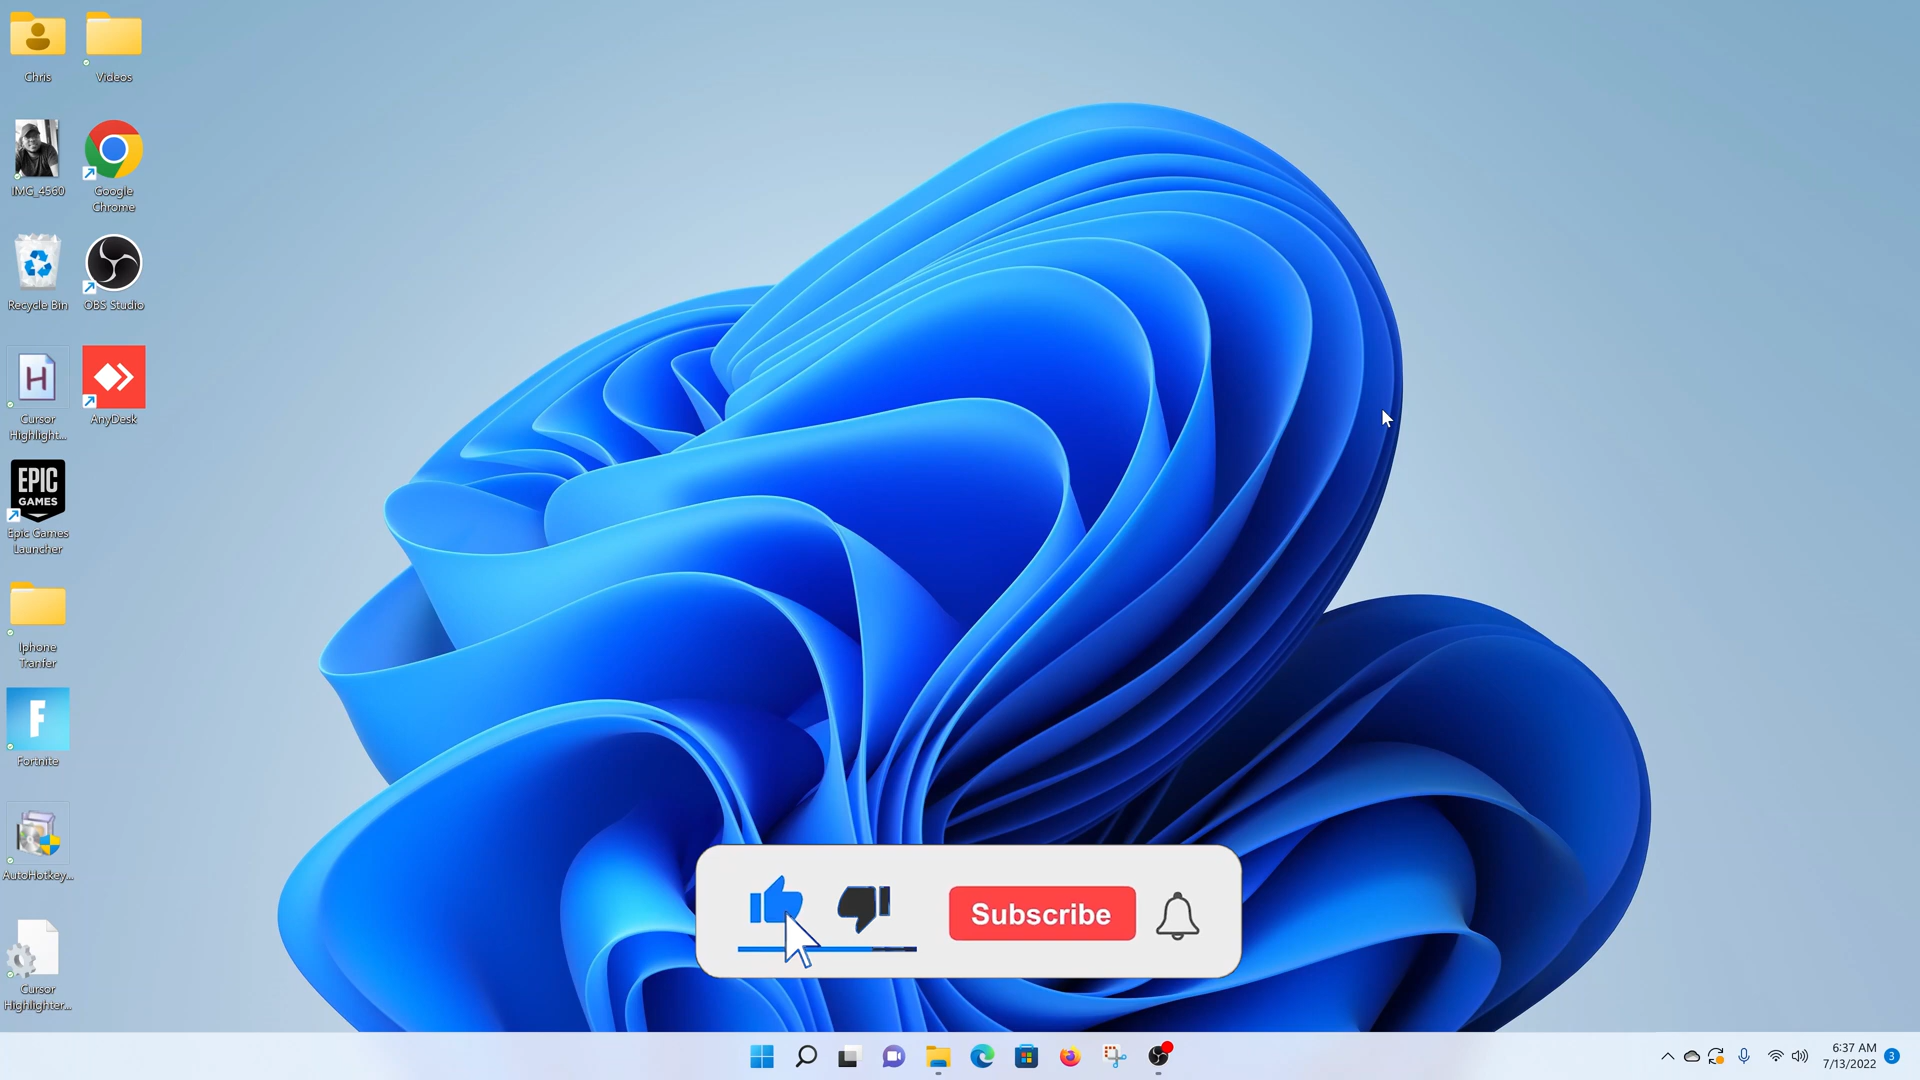 Chris
Videos
IMG_4560
Google
Chrome
Recycle Bin
OBS Studio
H
Cursor
Highlight...
AnyDesk
EPIC
GAMES
Epic Games
Launcher
Iphone
Tranfer
F
Fortnite
AutoHotkey...
Cursor
Highlighter...
Subscribe
6:37 AM
7/13/2022
3